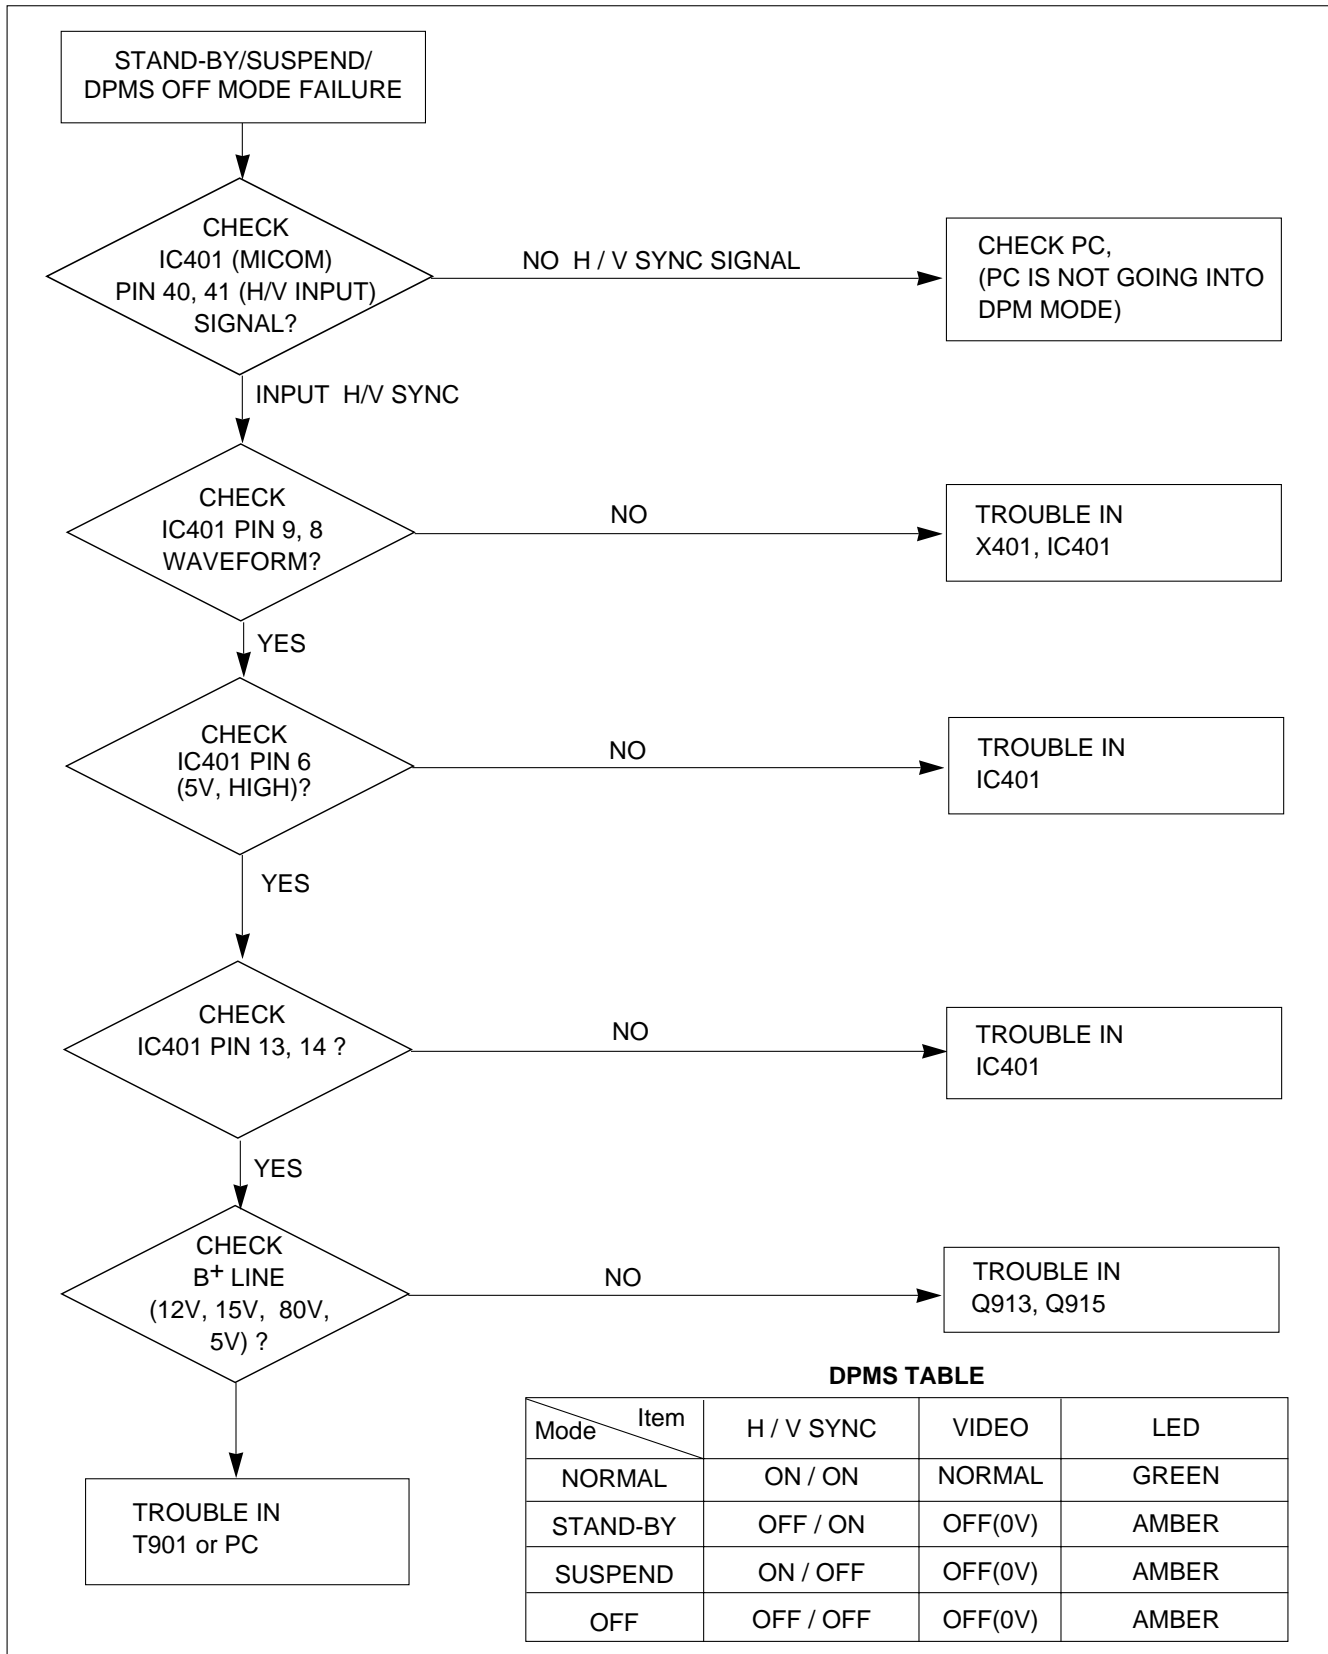 STAND-BY/SUSPEND/
DPMS OFF MODE FAILURE
CHECK
IC401 (MICOM)
PIN 40, 41 (H/V INPUT)
SIGNAL?
NO H / V SYNC SIGNAL
CHECK PC,
(PC IS NOT GOING INTO
DPM MODE)
INPUT H/V SYNC
CHECK
IC401 PIN 9, 8
WAVEFORM?
NO
TROUBLE IN
X401, IC401
YES
CHECK
IC401 PIN 6
(5V, HIGH)?
NO
TROUBLE IN
IC401
YES
CHECK
IC401 PIN 13, 14 ?
NO
TROUBLE IN
IC401
YES
CHECK
B+ LINE
(12V, 15V, 80V,
5V) ?
NO
TROUBLE IN
Q913, Q915
TROUBLE IN
T901 or PC
DPMS TABLE
Mode Item H / V SYNC VIDEO LED
NORMAL ON / ON NORMAL GREEN
STAND-BY OFF / ON OFF(0V) AMBER
SUSPEND ON / OFF OFF(0V) AMBER
OFF OFF / OFF OFF(0V) AMBER